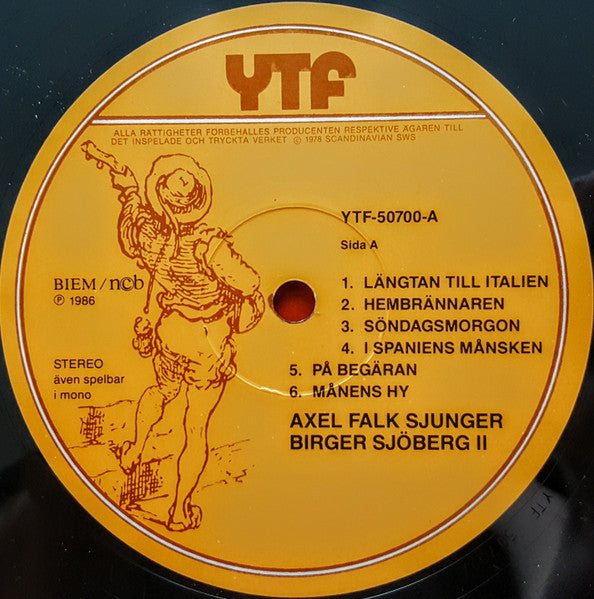 YTF
ALLA RÄTTIGHETER FÖRBEHALLES PRODUCENTEN RESPEKTIVE ÄGAREN TILL
DET INSPELADE OCH TRYCKTA VERKET © 1978 SCANDINAVIAN SWS
YTF-50700-A
Sida A
BIEM/n©b
℗ 1986
1. LÄNGTAN TILL ITALIEN
2. HEMBRÄNNAREN
3. SÖNDAGSMORGON
4. I SPANIENS MÅNSKEN
5. PÅ BEGÄRAN
6. MÅNENS HY
STEREO
även spelbar
i mono
AXEL FALK SJUNGER
BIRGER SJÖBERG II
YTF